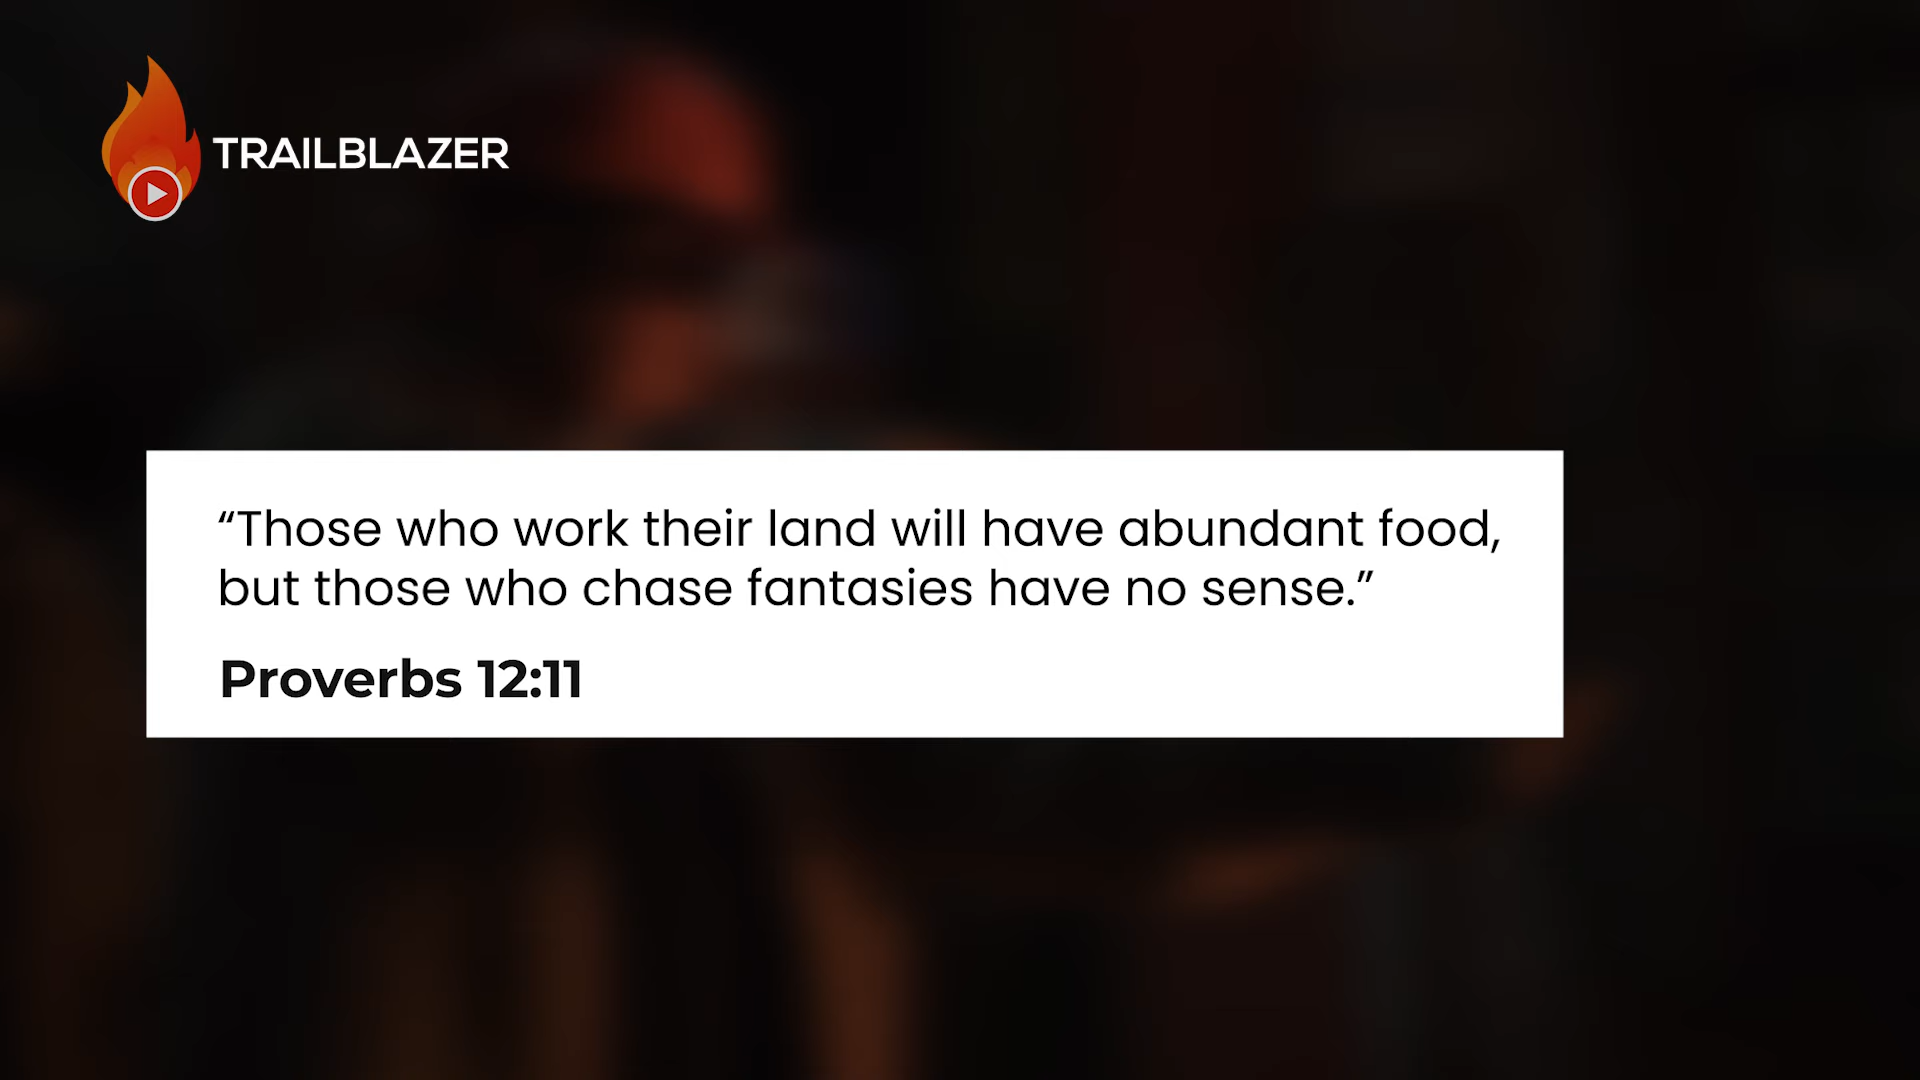 TRAILBLAZER
“Those who work their land will have abundant food,
but those who chase fantasies have no sense.”
Proverbs 12:11